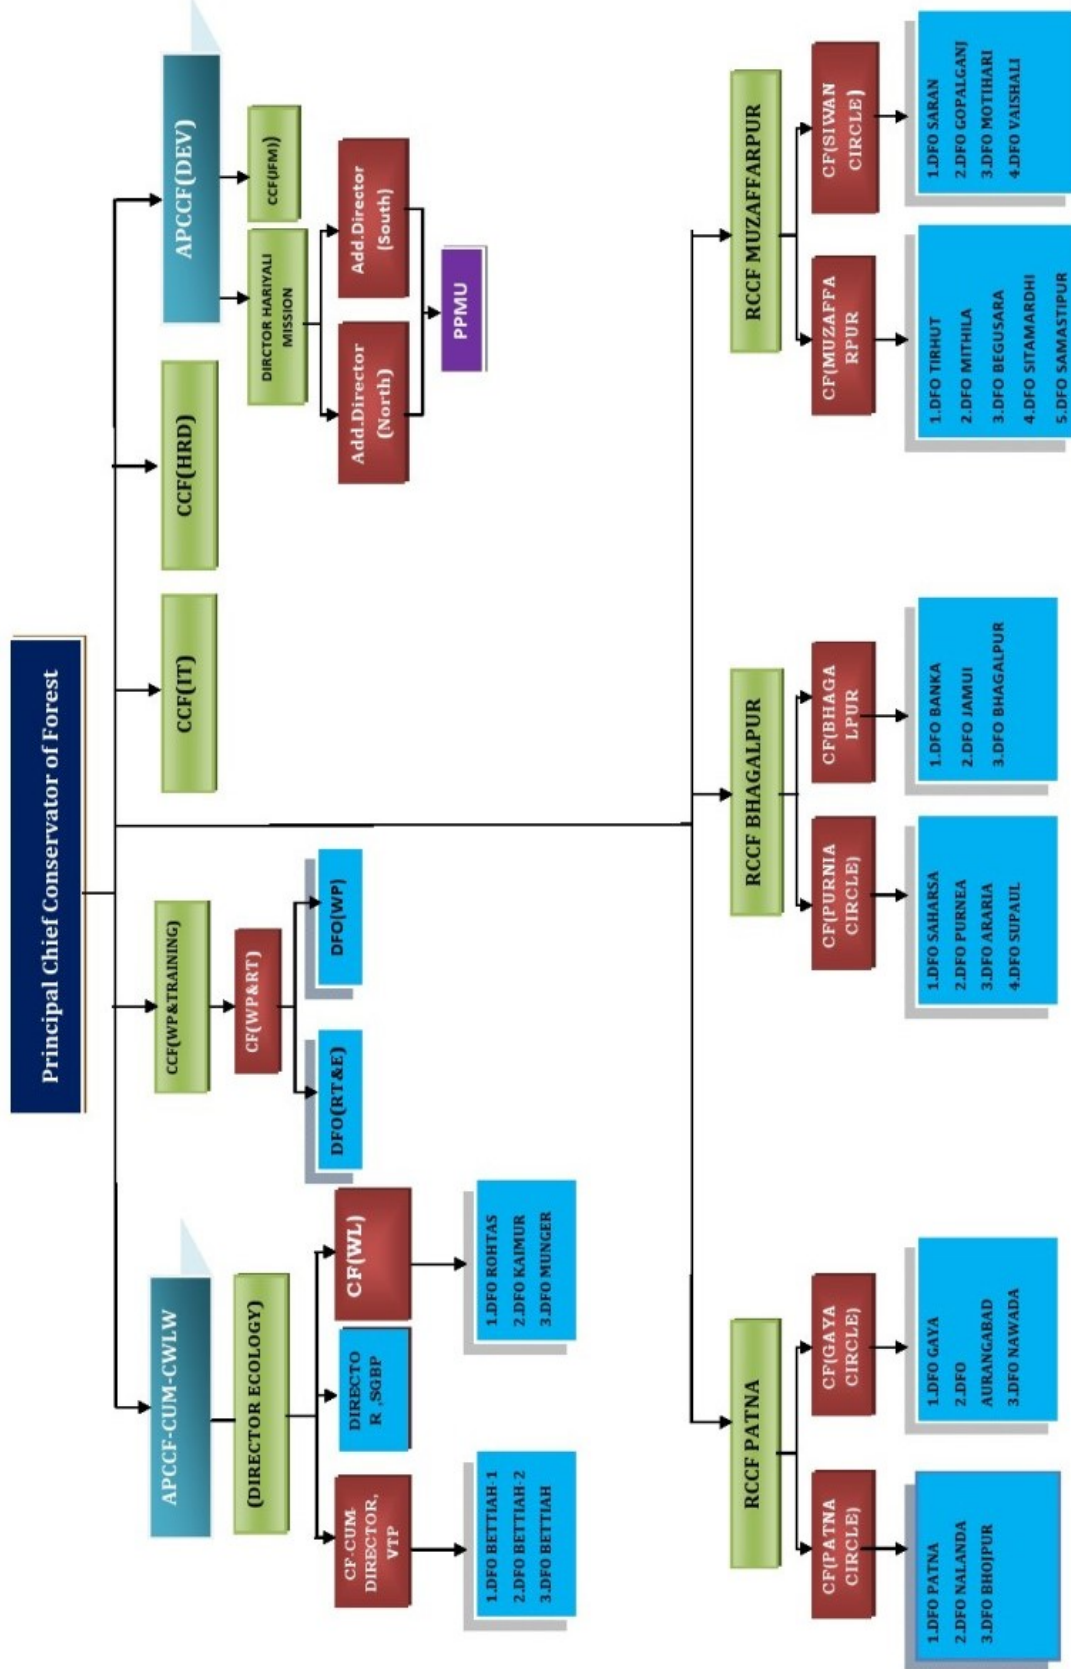 Principal Chief Conservator of Forest
APCCF-CUM-CWLW
(DIRECTOR ECOLOGY)
CF-CUM-
DIRECTOR,
VTP
DIRECTO
R ,SGBP
CF(WL)
1.DFO BETTIAH-1
2.DFO BETTIAH-2
3.DFO BETTIAH
1.DFO ROHTAS
2.DFO KAIMUR
3.DFO MUNGER
CCF(WP&TRAINING)
CF(WP&RT)
DFO(RT&E)
DFO(WP)
CCF(IT)
CCF(HRD)
APCCF(DEV)
DIRCTOR HARIYALI
MISSION
CCF(JFM))
Add.Director
(North)
Add.Director
(South)
PPMU
RCCF PATNA
CF(PATNA
CIRCLE)
CF(GAYA
CIRCLE)
1.DFO PATNA
2.DFO NALANDA
3.DFO BHOJPUR
1.DFO GAYA
2.DFO
AURANGABAD
3.DFO NAWADA
RCCF BHAGALPUR
CF(PURNIA
CIRCLE)
CF(BHAGA
LPUR
1.DFO SAHARSA
2.DFO PURNEA
3.DFO ARARIA
4.DFO SUPAUL
1.DFO BANKA
2.DFO JAMUI
3.DFO BHAGALPUR
RCCF MUZAFFARPUR
CF(MUZAFFA
RPUR
CF(SIWAN
CIRCLE)
1.DFO TIRHUT
2.DFO MITHILA
3.DFO BEGUSARA
4.DFO SITAMARDHI
5.DFO SAMASTIPUR
1.DFO SARAN
2.DFO GOPALGANJ
3.DFO MOTIHARI
4.DFO VAISHALI